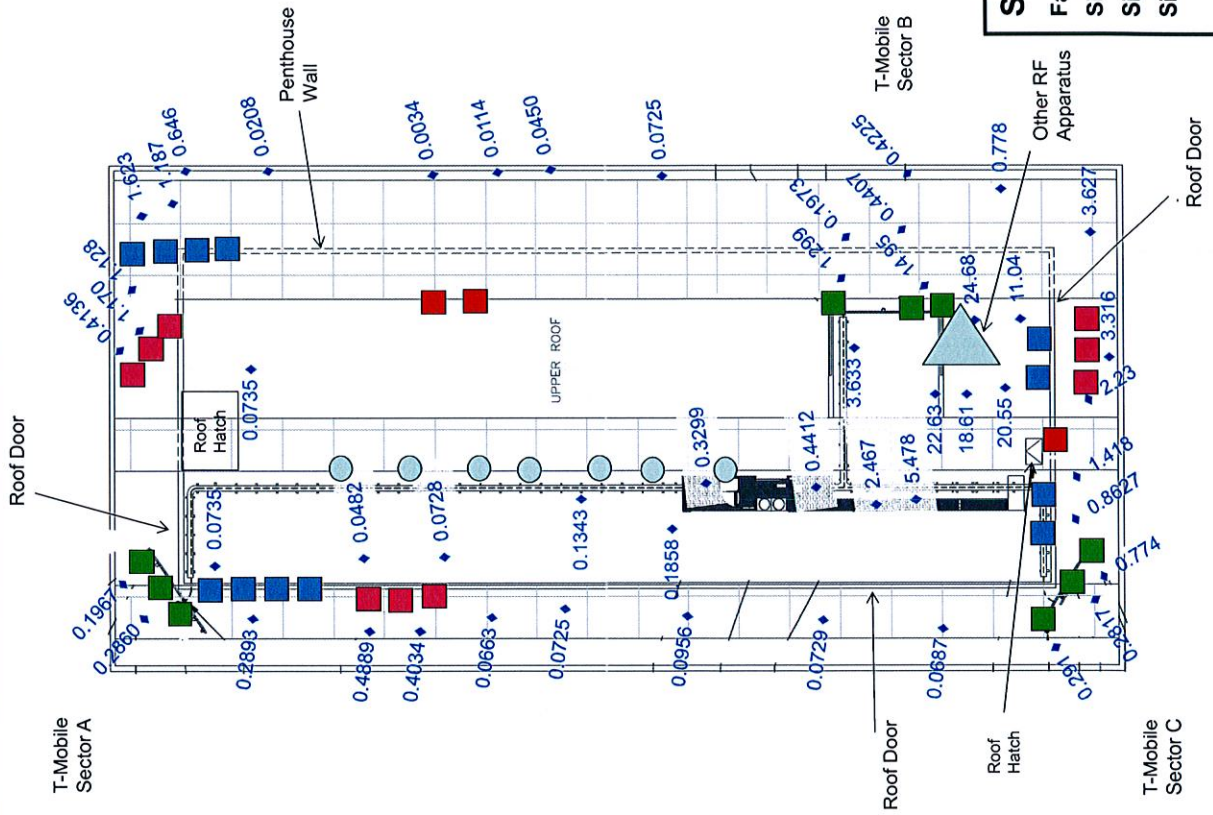 Roof Door
T-Mobile
Sector A
Penthouse
Wall
1.623
1.187
0.646
0.0208
0.4136
1.170
0.0034
0.0114
0.0450
0.0725
0.1967
0.2860
0.0735
Roof
Hatch
0.0735
UPPER ROOF
0.2893
0.0482
0.0728
0.4889
0.4034
0.0663
0.0725
0.1343
0.1858
0.0956
0.3299
0.4412
0.0729
2.467
5.478
0.0687
3.633
1.299
0.1973
0.4225
T-Mobile
Sector B
14.95
0.4407
22.63
18.61
20.55
24.68
11.04
0.778
Other RF
Apparatus
3.627
3.316
2.23
1.418
0.8627
0.774
0.2817
0.291
Roof Door
Roof Door
Roof
Hatch
T-Mobile
Sector C